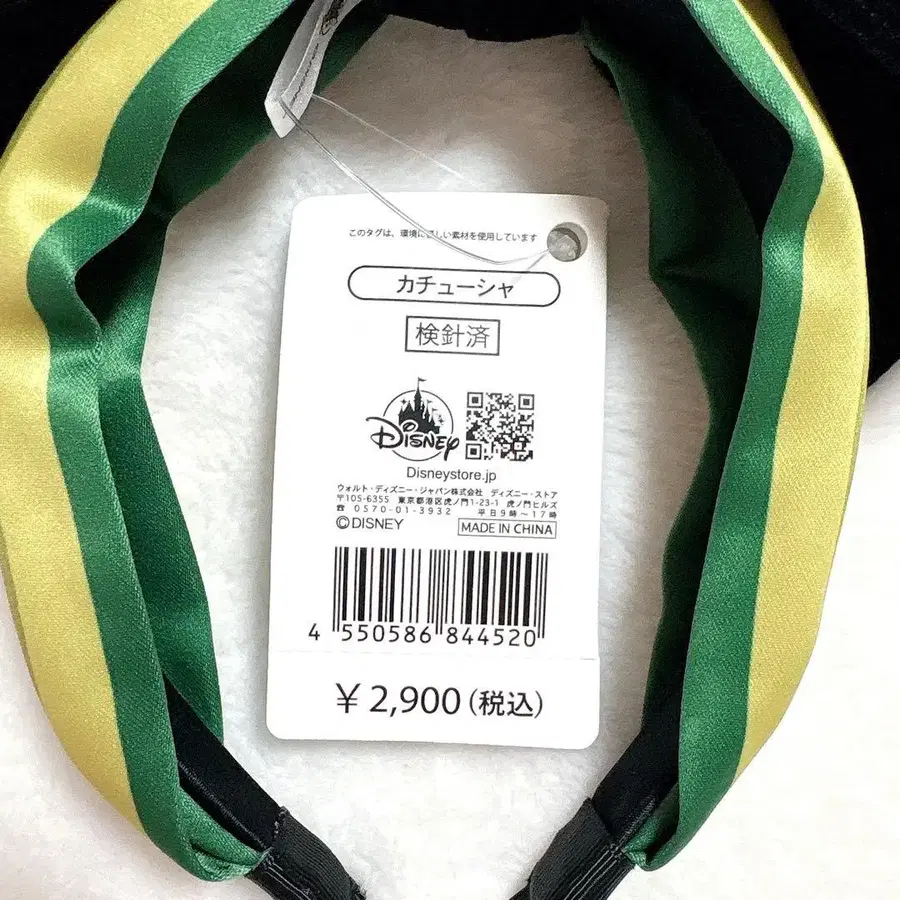 このタグは、環境にやさしい素材を使用しています
カチューシャ
検針済
Disney
Disneystore.jp
ウォルト・ディズニー・ジャパン株式会社 ディズニー・ストア
〒105-6355 東京都港区虎ノ門1-23-1 虎ノ門ヒルズ
☎ 0570-01-3932 平日9時～17時
©DISNEY MADE IN CHINA
4 550586 844520
¥2,900(税込)